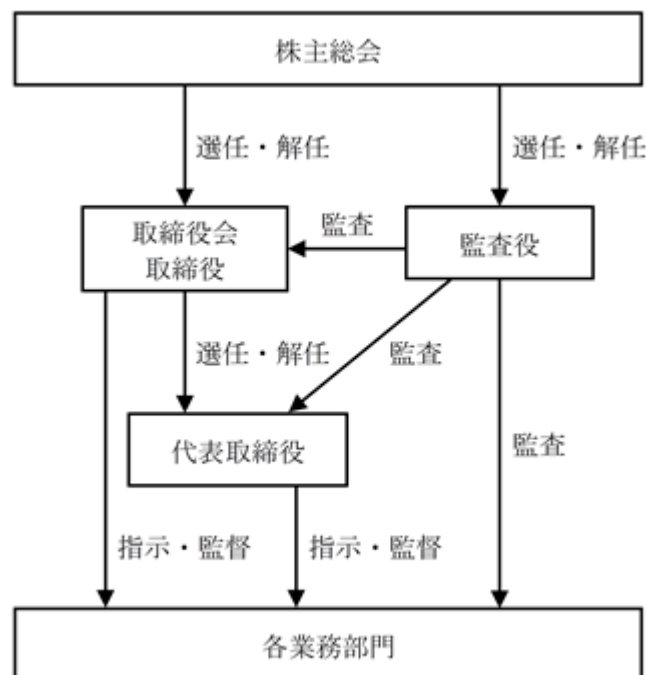 株主総会
選任・解任
選任・解任
取締役会
取締役
監査
監査役
選任・解任
監査
代表取締役
監査
指示・監督
指示・監督
各業務部門